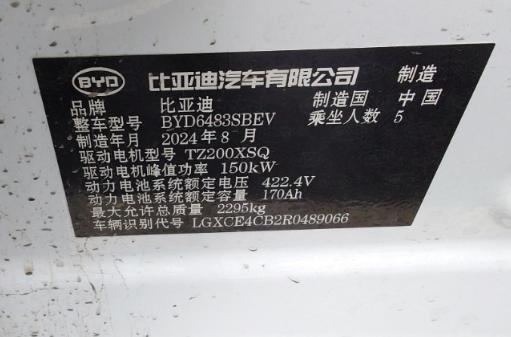 BYD 比亚迪汽车有限公司 制造
品牌 比亚迪 制造国 中国
整车型号 BYD6483SBEV 乘坐人数 5
制造年月 2024年8月
驱动电机型号 TZ200XSQ
驱动电机峰值功率 150kW
动力电池系统额定电压 422.4V
动力电池系统额定容量 170Ah
最大允许总质量 2295kg
车辆识别代号 LGXCE4CB2R0489066